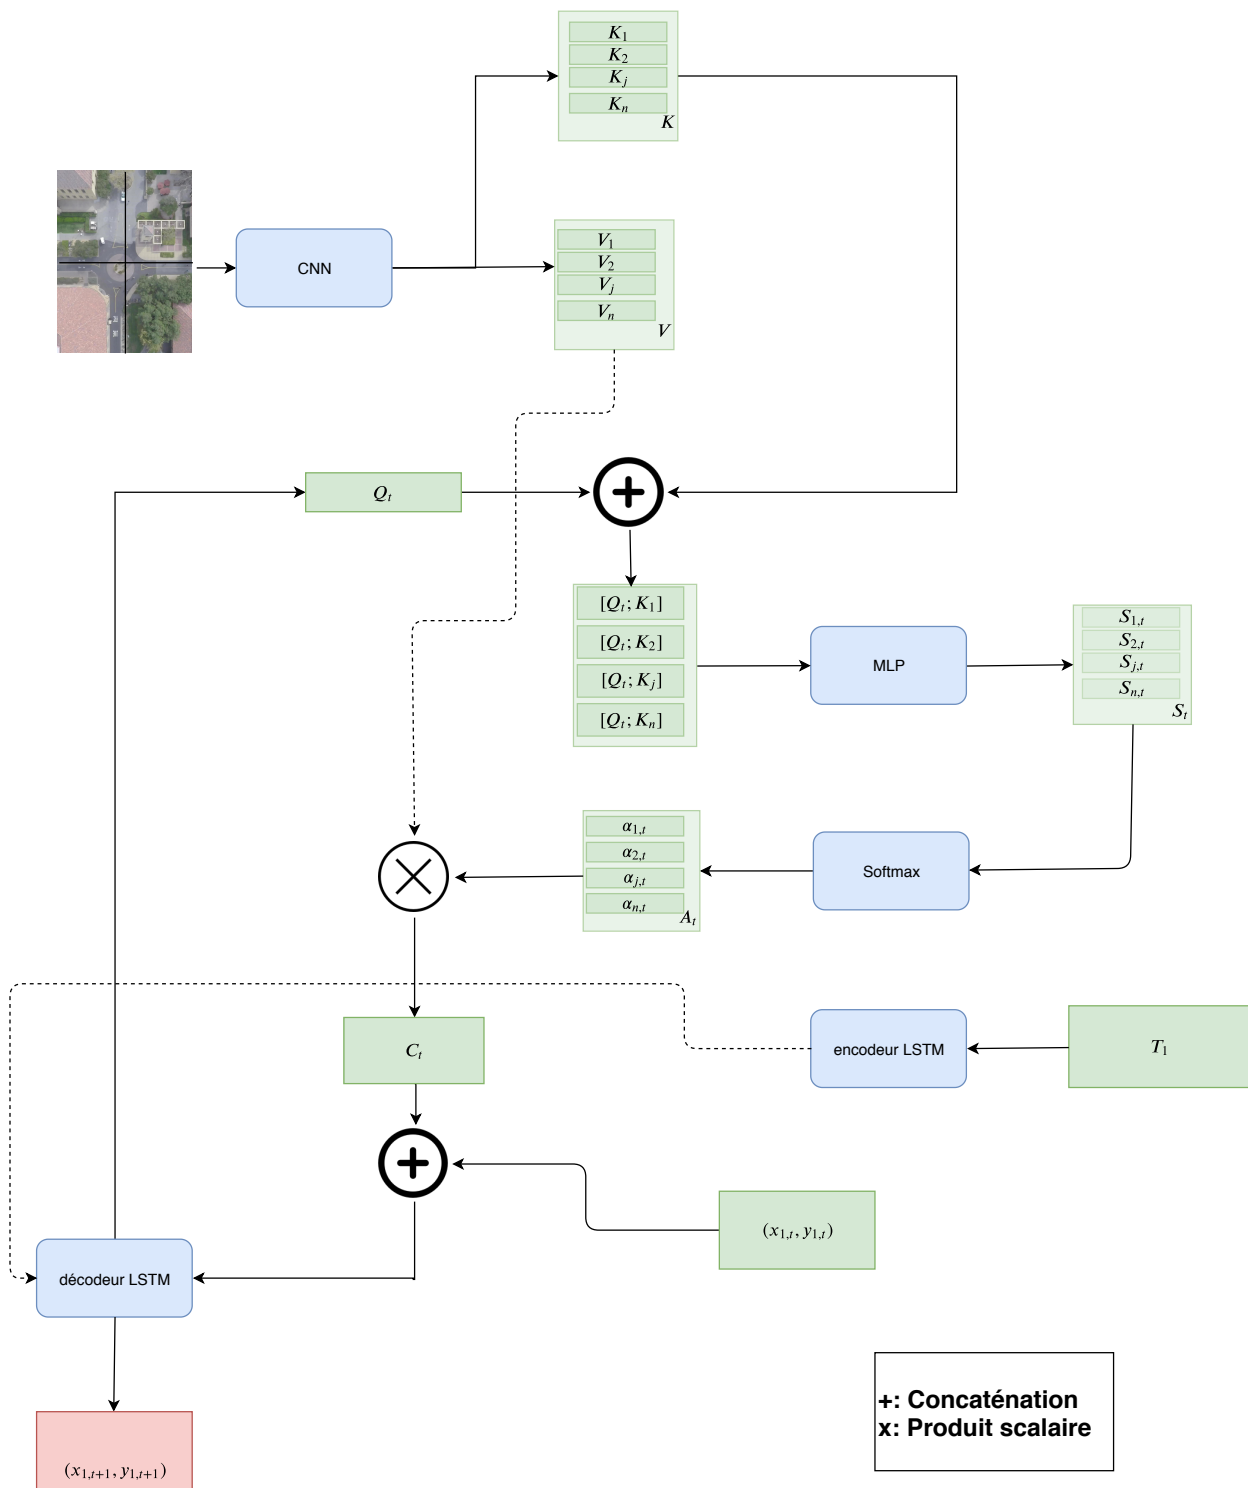 K₁
K₂
Kⱼ
Kₙ
K
CNN
V₁
V₂
Vⱼ
Vₙ
V
Qₜ
[Qₜ; K₁]
[Qₜ; K₂]
[Qₜ; Kⱼ]
[Qₜ; Kₙ]
MLP
S₁,ₜ
S₂,ₜ
Sⱼ,ₜ
Sₙ,ₜ
Sₜ
α₁,ₜ
α₂,ₜ
αⱼ,ₜ
αₙ,ₜ
Aₜ
Softmax
Cₜ
encodeur LSTM
T₁
(x₁,ₜ, y₁,ₜ)
décodeur LSTM
+: Concaténation
x: Produit scalaire
(x₁,ₜ₊₁, y₁,ₜ₊₁)